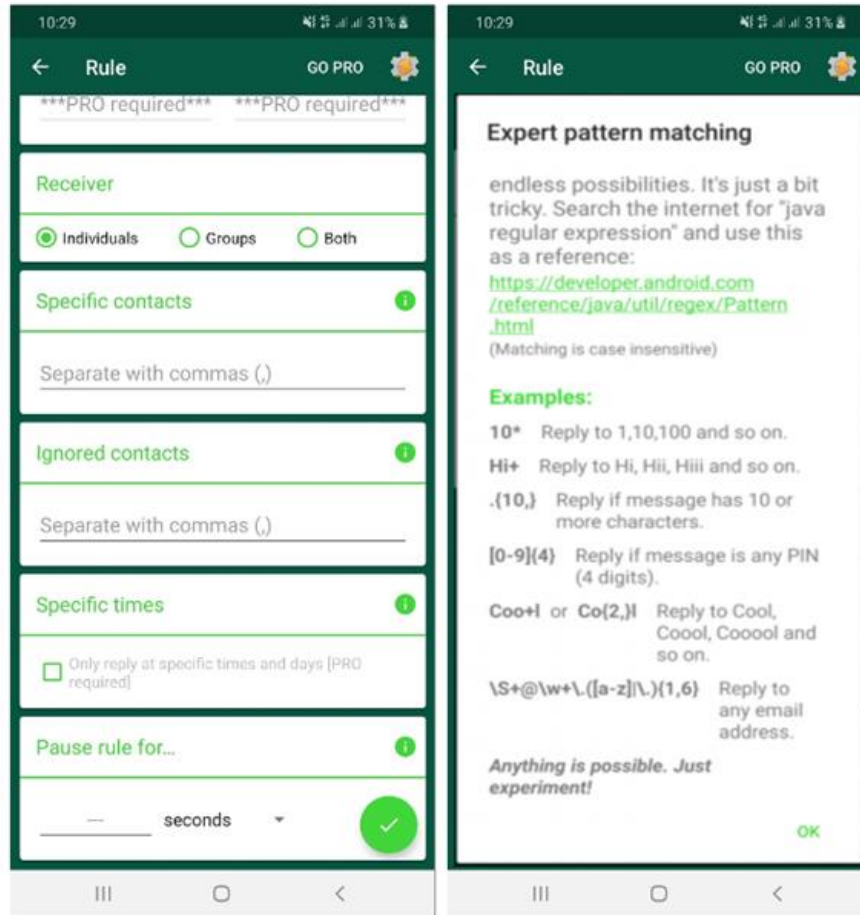 10:29
31%
Rule
GO PRO
***PRO required*** ***PRO required***
Receiver
Individuals
Groups
Both
Specific contacts
Separate with commas (,)
Ignored contacts
Separate with commas (,)
Specific times
Only reply at specific times and days [PRO
required]
Pause rule for...
--- seconds
10:29
31%
Rule
GO PRO
Expert pattern matching
endless possibilities. It's just a bit
tricky. Search the internet for "java
regular expression" and use this
as a reference:
https://developer.android.com
/reference/java/util/regex/Pattern
.html
(Matching is case insensitive)
Examples:
10* Reply to 1,10,100 and so on.
Hi+ Reply to Hi, Hii, Hiii and so on.
.{10,} Reply if message has 10 or
more characters.
[0-9]{4} Reply if message is any PIN
(4 digits).
Coo+l or Co{2,}l Reply to Cool,
Coool, Cooool and
so on.
\S+@\w+\.([a-z]|\.){1,6} Reply to
any email
address.
Anything is possible. Just
experiment!
OK